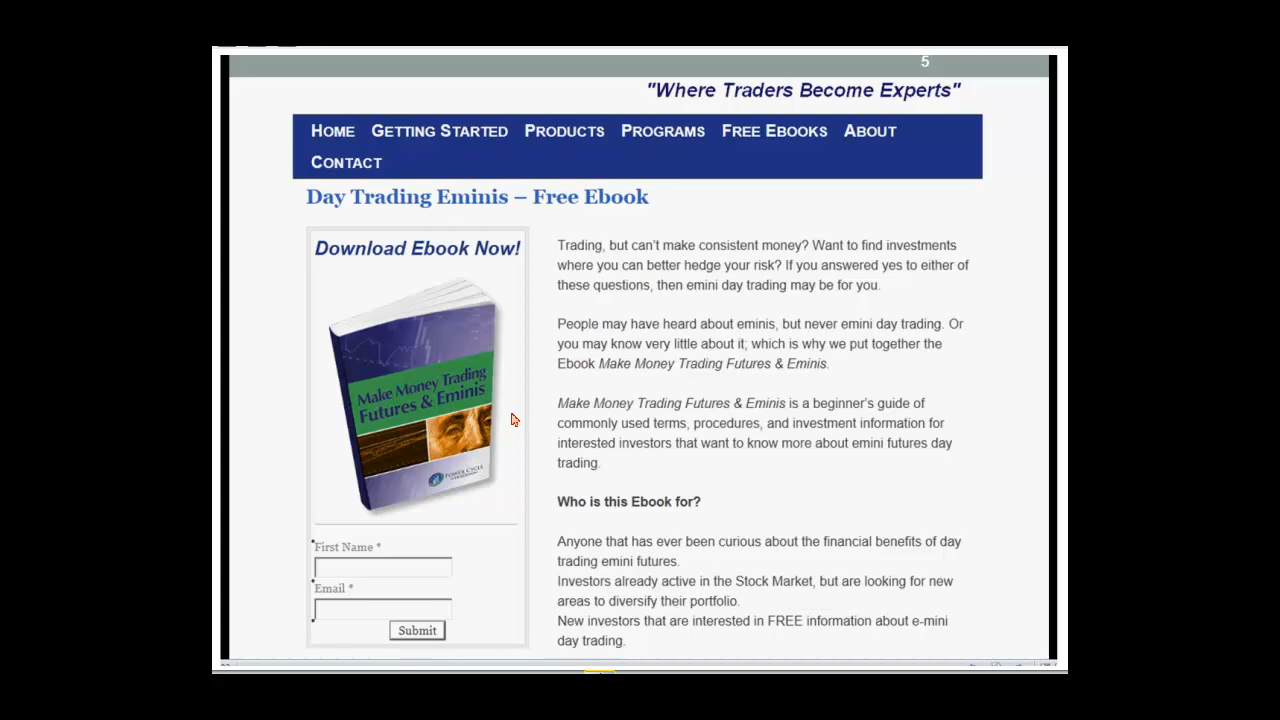 5
"Where Traders Become Experts"
HOME GETTING STARTED PRODUCTS PROGRAMS FREE EBOOKS ABOUT
CONTACT
Day Trading Eminis – Free Ebook
Download Ebook Now!
Make Money Trading
Futures & Eminis
POWER CYCLE
First Name *
Email *
Submit
Trading, but can't make consistent money? Want to find investments
where you can better hedge your risk? If you answered yes to either of
these questions, then emini day trading may be for you.
People may have heard about eminis, but never emini day trading. Or
you may know very little about it; which is why we put together the
Ebook Make Money Trading Futures & Eminis.
Make Money Trading Futures & Eminis is a beginner's guide of
commonly used terms, procedures, and investment information for
interested investors that want to know more about emini futures day
trading.
Who is this Ebook for?
Anyone that has ever been curious about the financial benefits of day
trading emini futures.
Investors already active in the Stock Market, but are looking for new
areas to diversify their portfolio.
New investors that are interested in FREE information about e-mini
day trading.